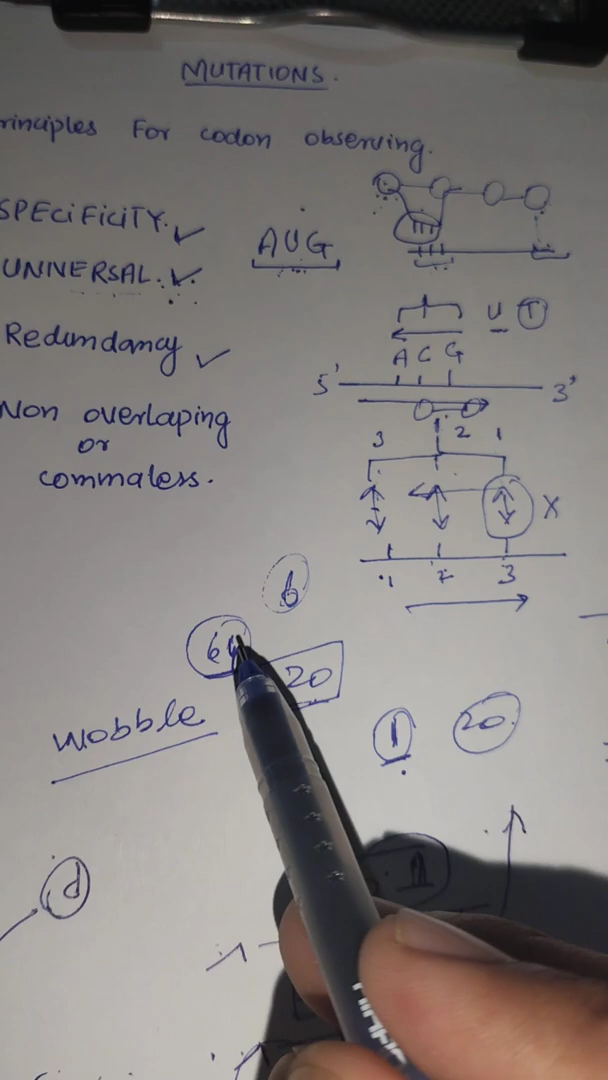 MUTATIONS.
rinciples For codon observing.
SPECIFICITY.
AUG
UNIVERSAL.
U T
Redundancy
A C G
5' 3'
Non overlaping
or
commaless.
3 2 1
X
1 2 3
b
20
wobble
1 20
d